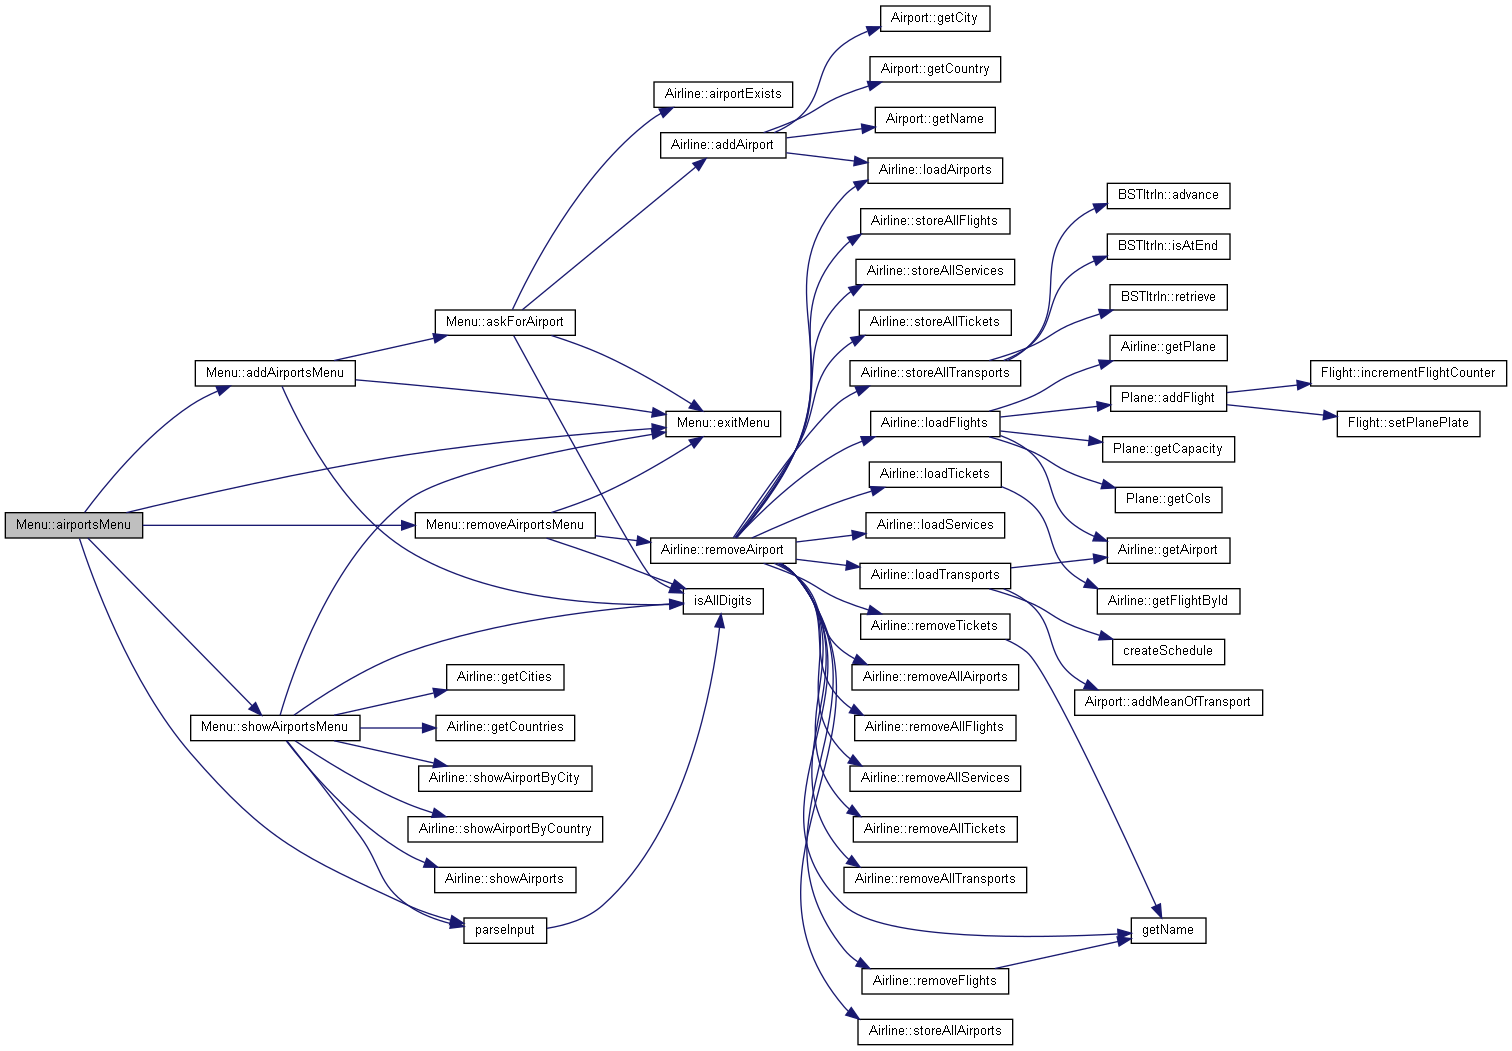 Airport::getCity
Airport::getCountry
Airline::airportExists
Airport::getName
Airline::addAirport
Airline::loadAirports
BSTItrIn::advance
Airline::storeAllFlights
BSTItrIn::isAtEnd
Airline::storeAllServices
BSTItrIn::retrieve
Menu::askForAirport
Airline::storeAllTickets
Airline::getPlane
Menu::addAirportsMenu
Airline::storeAllTransports
Flight::incrementFlightCounter
Plane::addFlight
Menu::exitMenu
Airline::loadFlights
Flight::setPlanePlate
Plane::getCapacity
Airline::loadTickets
Plane::getCols
Menu::airportsMenu
Menu::removeAirportsMenu
Airline::loadServices
Airline::removeAirport
Airline::getAirport
Airline::loadTransports
isAllDigits
Airline::getFlightById
Airline::removeTickets
createSchedule
Airline::getCities
Airline::removeAllAirports
Airport::addMeanOfTransport
Menu::showAirportsMenu
Airline::getCountries
Airline::removeAllFlights
Airline::showAirportByCity
Airline::removeAllServices
Airline::showAirportByCountry
Airline::removeAllTickets
Airline::showAirports
Airline::removeAllTransports
parseInput
getName
Airline::removeFlights
Airline::storeAllAirports